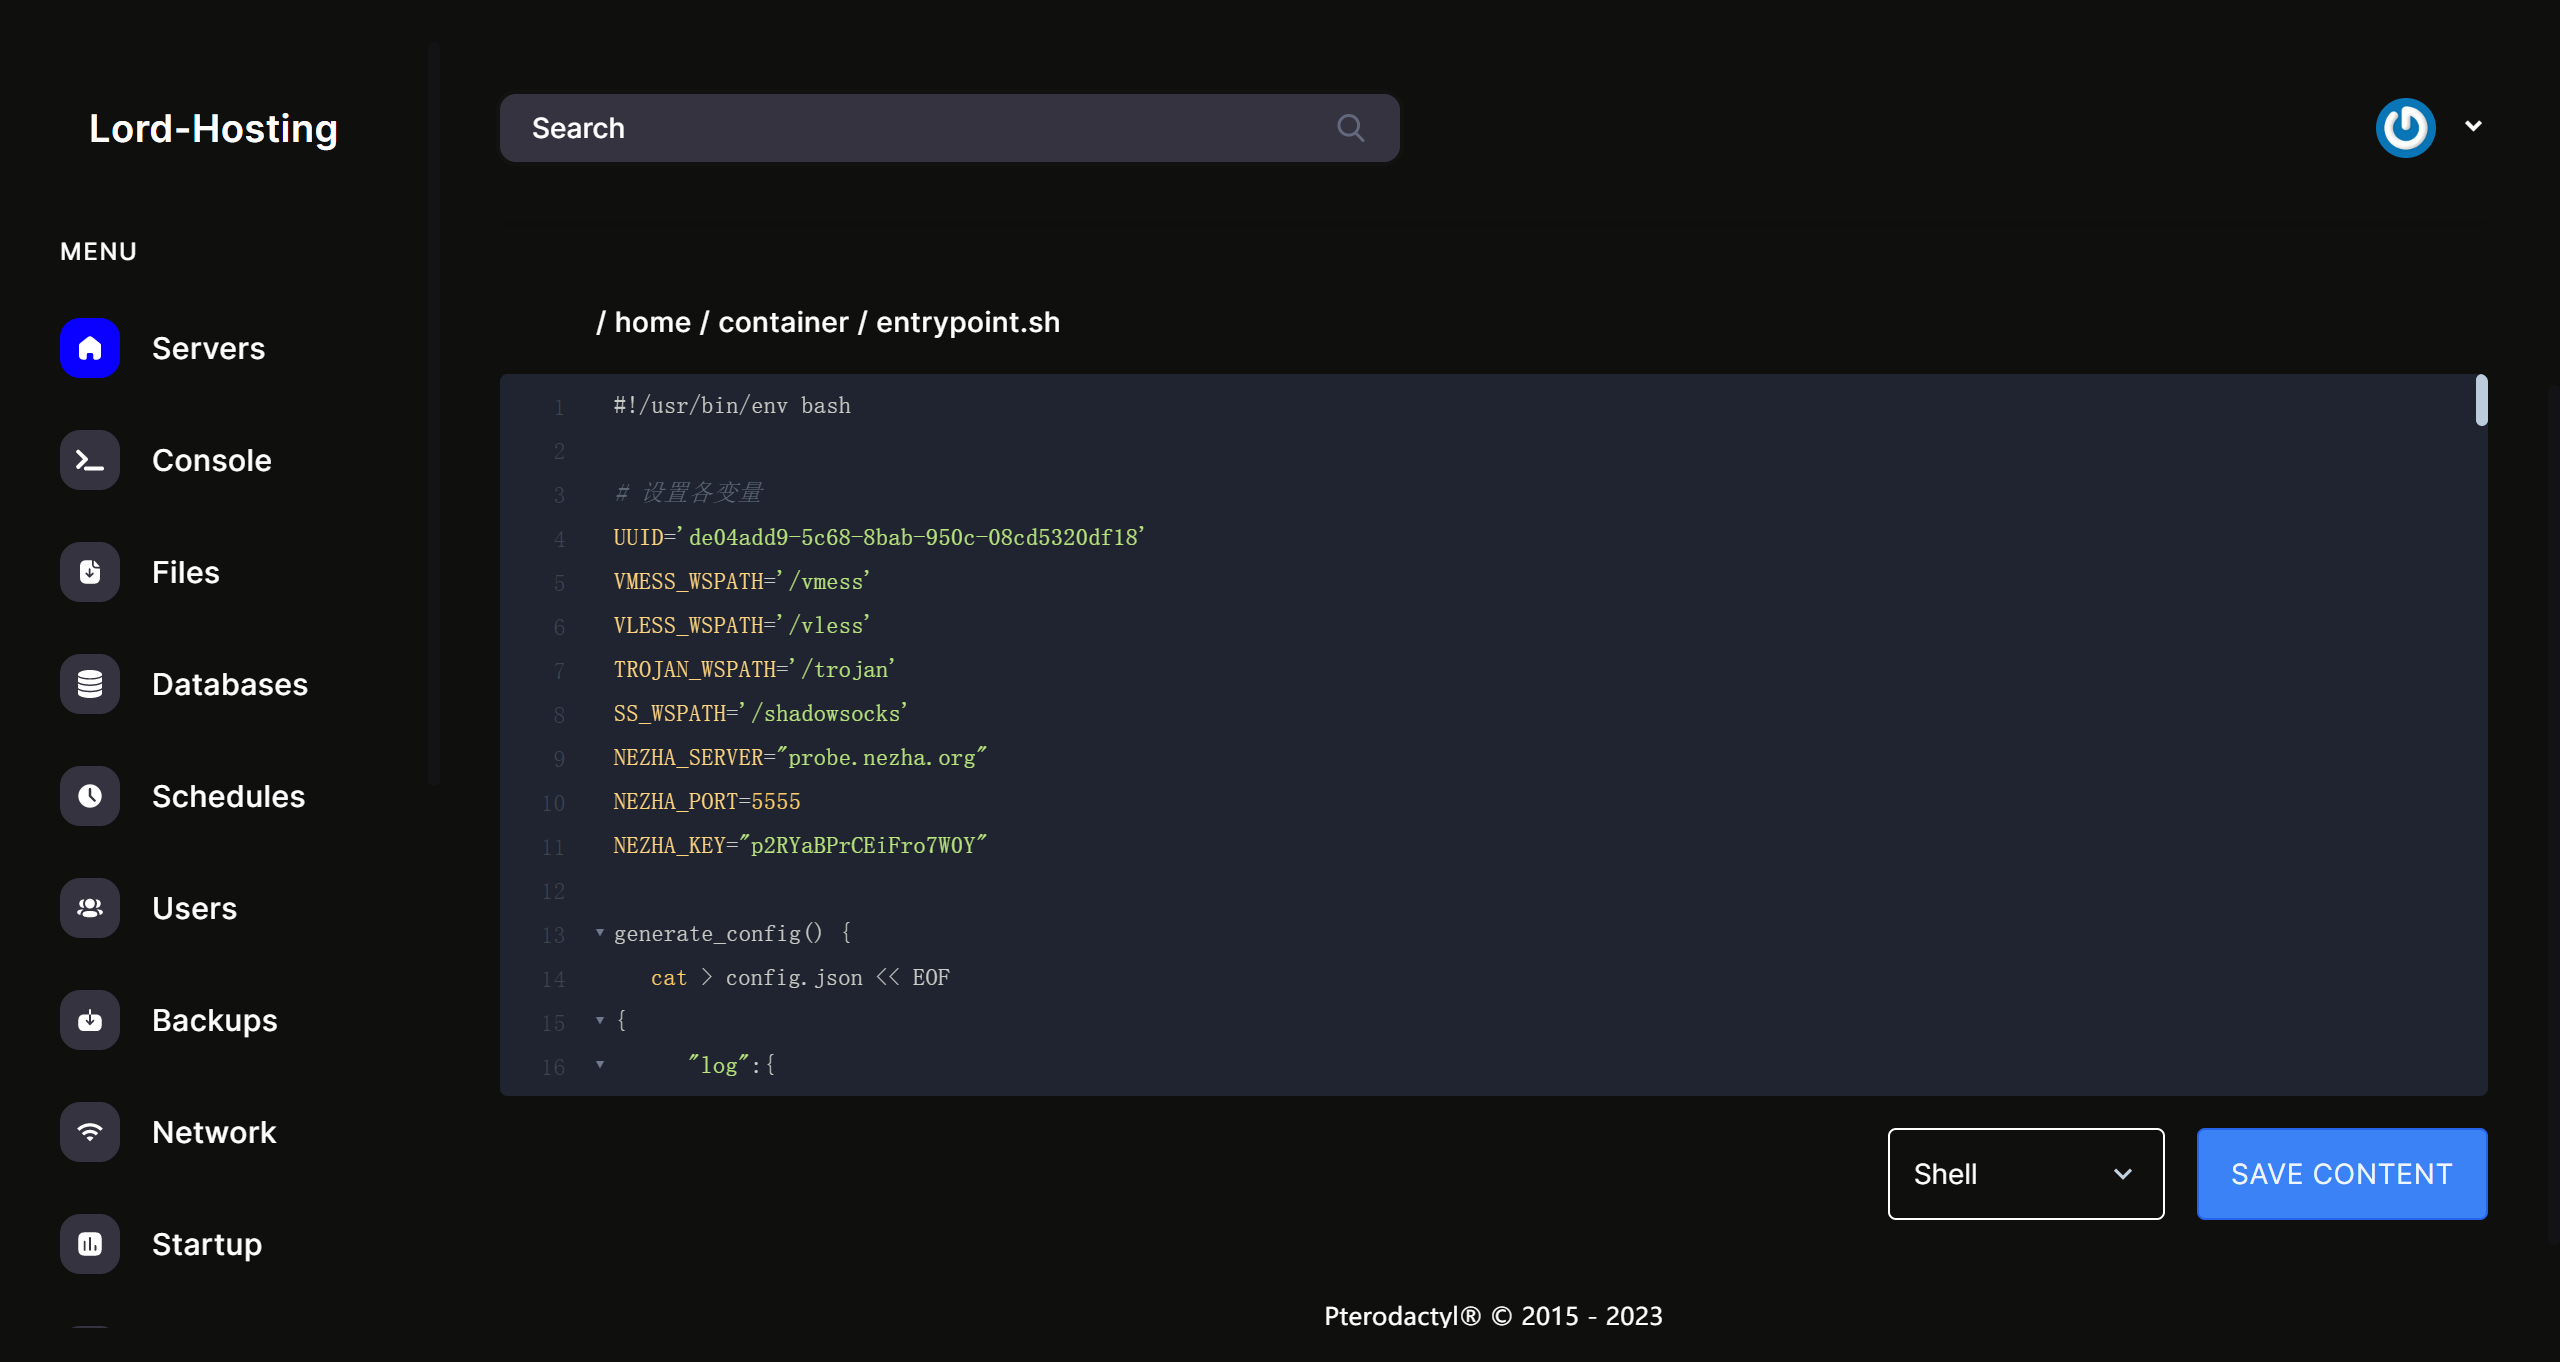 Lord-Hosting
Search
MENU
Servers
Console
Files
Databases
Schedules
Users
Backups
Network
Startup
/ home / container / entrypoint.sh
1 #!/usr/bin/env bash
2
3 # 设置各变量
4 UUID='de04add9-5c68-8bab-950c-08cd5320df18'
5 VMESS_WSPATH='/vmess'
6 VLESS_WSPATH='/vless'
7 TROJAN_WSPATH='/trojan'
8 SS_WSPATH='/shadowsocks'
9 NEZHA_SERVER="probe.nezha.org"
10 NEZHA_PORT=5555
11 NEZHA_KEY="p2RYaBPrCEiFro7W0Y"
12
13 generate_config() {
14 cat > config.json << EOF
15 {
16 "log":{
Shell
SAVE CONTENT
Pterodactyl® © 2015 - 2023